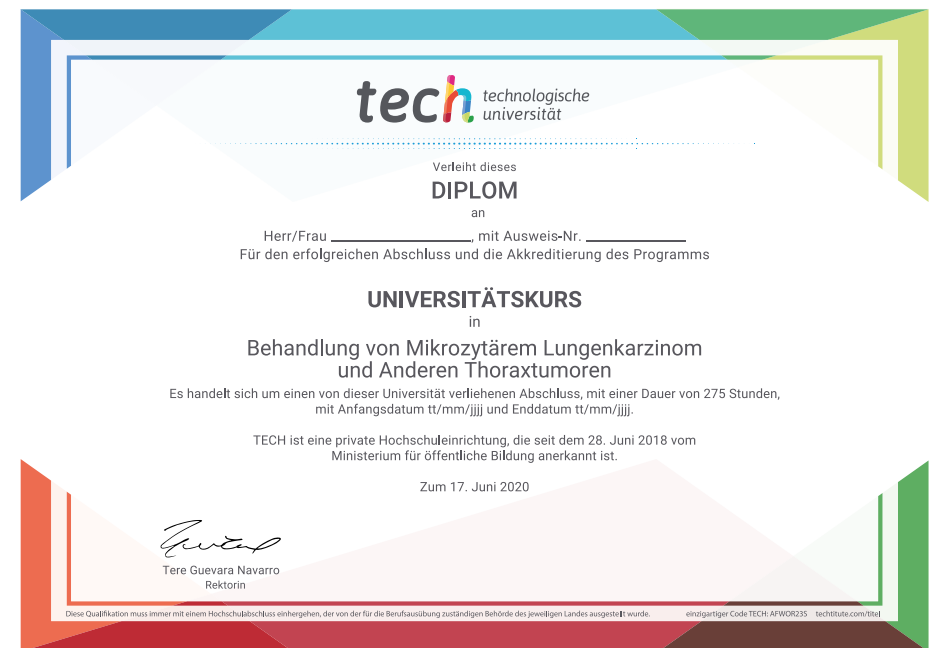 tech technologische
universität
Verleiht dieses
DIPLOM
an
Herr/Frau ____________________, mit Ausweis-Nr. ______________
Für den erfolgreichen Abschluss und die Akkreditierung des Programms
UNIVERSITÄTSKURS
in
Behandlung von Mikrozytärem Lungenkarzinom
und Anderen Thoraxtumoren
Es handelt sich um einen von dieser Universität verliehenen Abschluss, mit einer Dauer von 275 Stunden,
mit Anfangsdatum tt/mm/jjjj und Enddatum tt/mm/jjjj.
TECH ist eine private Hochschuleinrichtung, die seit dem 28. Juni 2018 vom
Ministerium für öffentliche Bildung anerkannt ist.
Zum 17. Juni 2020
Tere Guevara Navarro
Rektorin
Diese Qualifikation muss immer mit einem Hochschulabschluss einhergehen, der von der für die Berufsausübung zuständigen Behörde des jeweiligen Landes ausgestellt wurde. einzigartiger Code TECH: AFWOR23S techtitute.com/titel